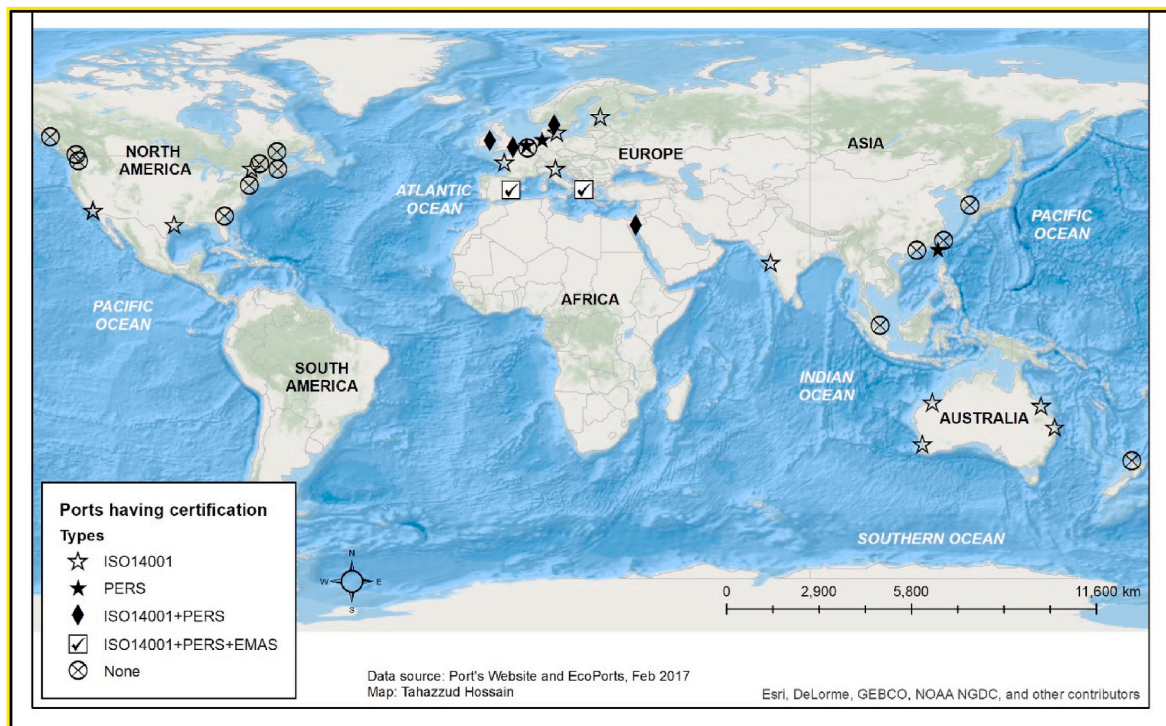 NORTH
AMERICA
EUROPE
ASIA
ATLANTIC
OCEAN
PACIFIC
OCEAN
AFRICA
PACIFIC
OCEAN
SOUTH
AMERICA
INDIAN
OCEAN
AUSTRALIA
SOUTHERN OCEAN
Ports having certification
Types
ISO14001
PERS
ISO14001+PERS
ISO14001+PERS+EMAS
None
N
W E
S
0 2,900 5,800 11,600 km
Data source: Port's Website and EcoPorts, Feb 2017
Map: Tahazzud Hossain
Esri, DeLorme, GEBCO, NOAA NGDC, and other contributors